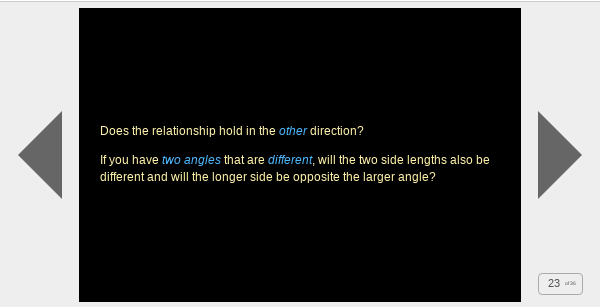 Does the relationship hold in the other direction?
If you have two angles that are different, will the two side lengths also be
different and will the longer side be opposite the larger angle?
23 of 36